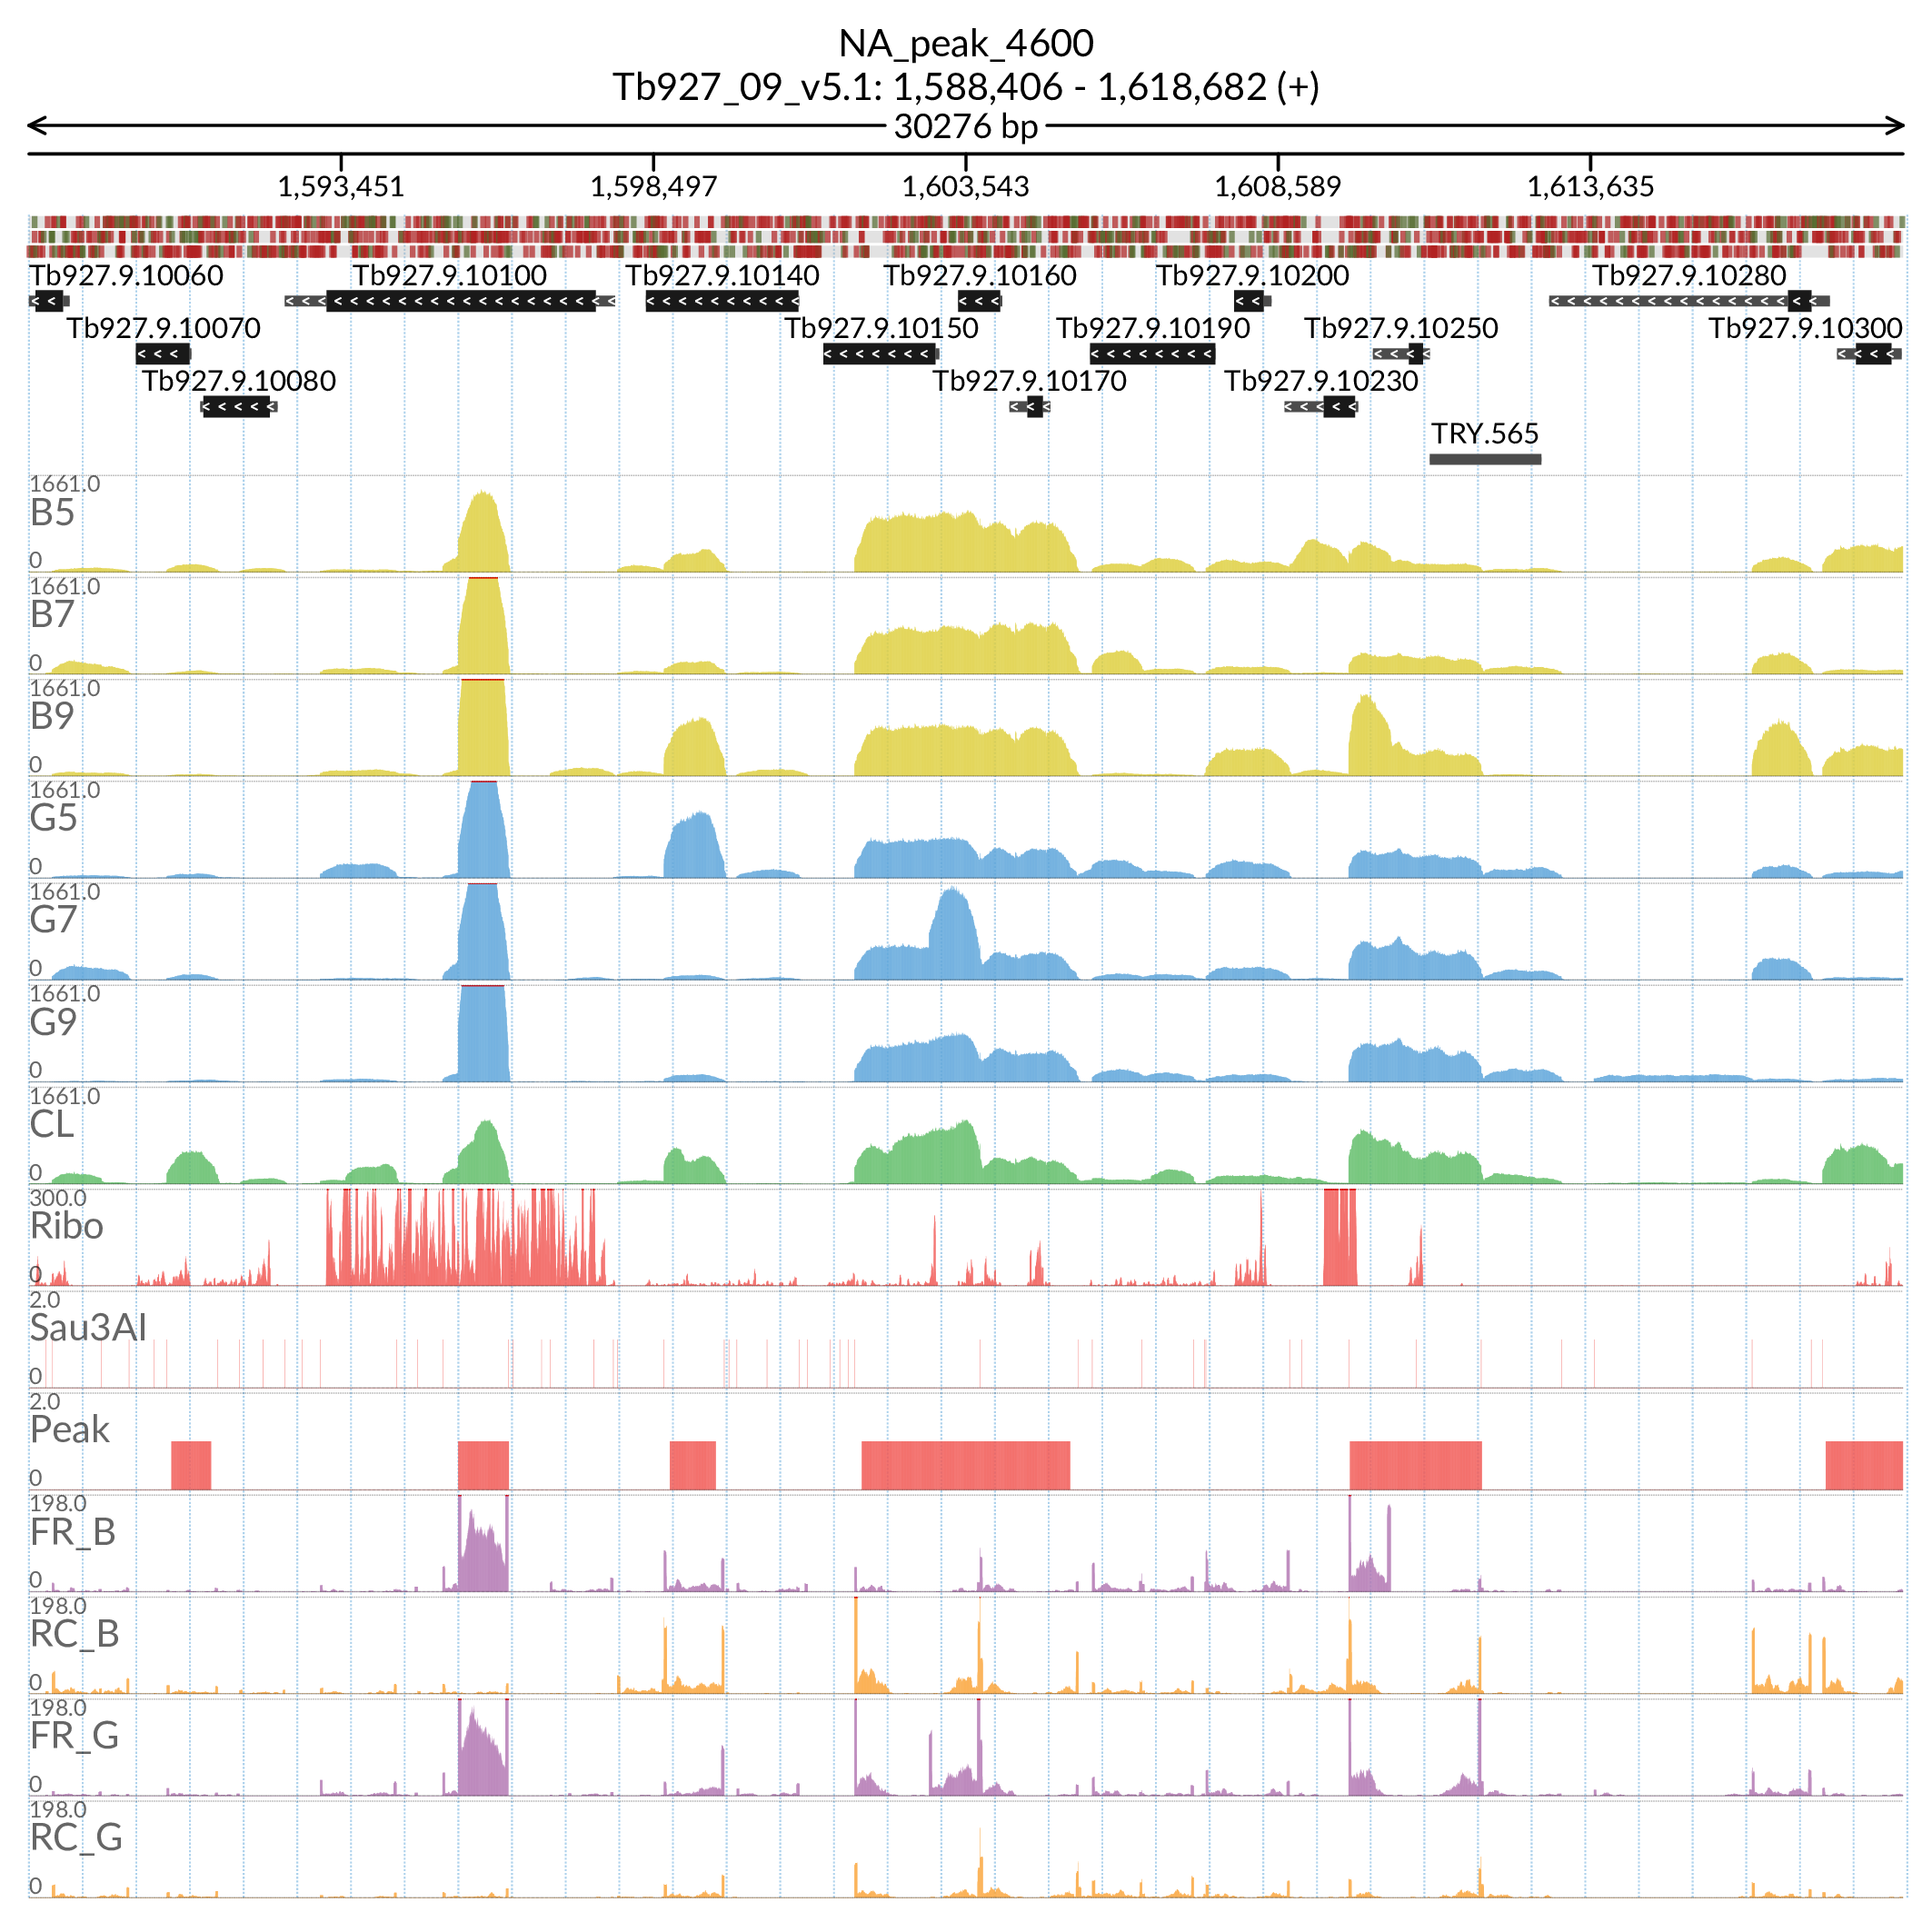 NA_peak_4600
Tb927_09_v5.1: 1,588,406 - 1,618,682 (+)
30276 bp
1,593,451 1,598,497 1,603,543 1,608,589 1,613,635
Tb927.9.10060 Tb927.9.10100 Tb927.9.10140 Tb927.9.10160 Tb927.9.10200 Tb927.9.10280
Tb927.9.10070 Tb927.9.10150 Tb927.9.10190 Tb927.9.10250 Tb927.9.10300
Tb927.9.10080 Tb927.9.10170 Tb927.9.10230
TRY.565
1661.0
B5
0
1661.0
B7
0
1661.0
B9
0
1661.0
G5
0
1661.0
G7
0
1661.0
G9
0
1661.0
CL
0
300.0
Ribo
0
2.0
Sau3AI
0
2.0
Peak
0
198.0
FR_B
0
198.0
RC_B
0
198.0
FR_G
0
198.0
RC_G
0